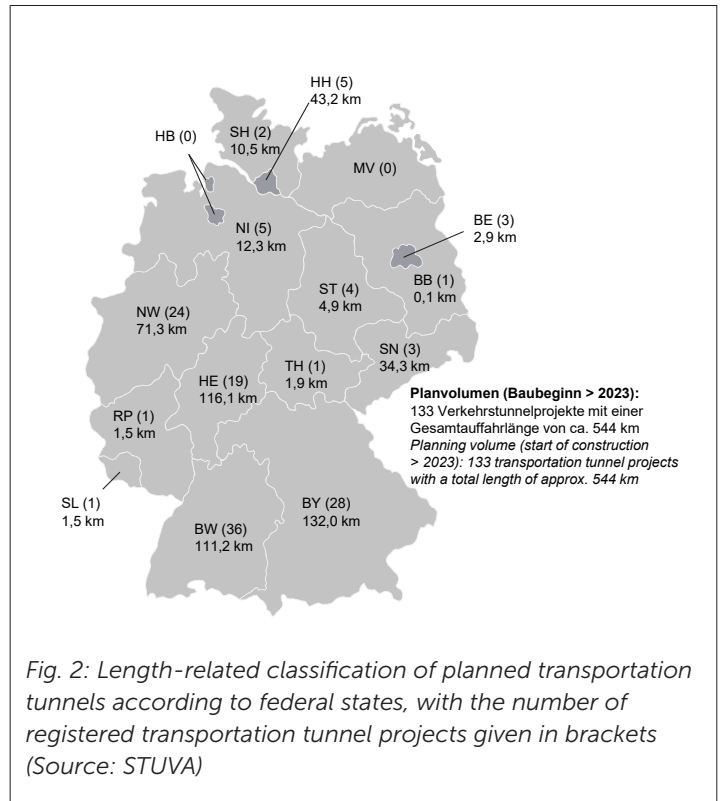 HH (5)
43,2 km
SH (2)
10,5 km
HB (0)
MV (0)
NI (5)
12,3 km
BE (3)
2,9 km
BB (1)
0,1 km
ST (4)
4,9 km
NW (24)
71,3 km
SN (3)
34,3 km
TH (1)
1,9 km
HE (19)
116,1 km
RP (1)
1,5 km
SL (1)
1,5 km
BW (36)
111,2 km
BY (28)
132,0 km
Planvolumen (Baubeginn > 2023):
133 Verkehrstunnelprojekte mit einer
Gesamtauffahrlänge von ca. 544 km
Planning volume (start of construction
> 2023): 133 transportation tunnel projects
with a total length of approx. 544 km
Fig. 2: Length-related classification of planned transportation
tunnels according to federal states, with the number of
registered transportation tunnel projects given in brackets
(Source: STUVA)